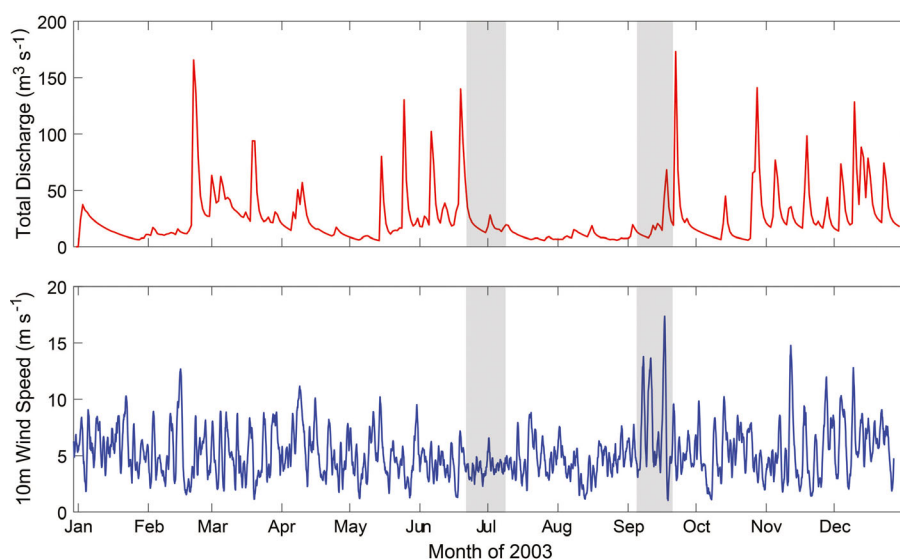 200
150
100
50
0
Total Discharge (m³ s⁻¹)
20
15
10
5
0
10m Wind Speed (m s⁻¹)
Jan Feb Mar Apr May Jun Jul Aug Sep Oct Nov Dec
Month of 2003